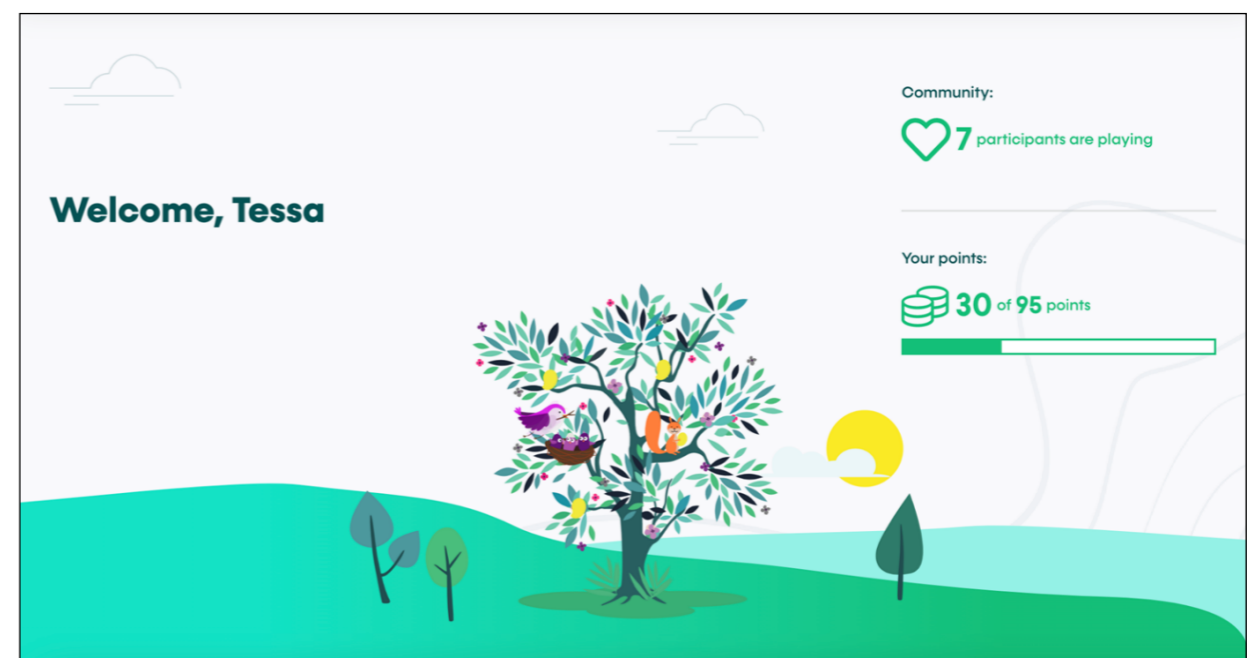 Welcome, Tessa
Community:
7 participants are playing
Your points:
30 of 95 points